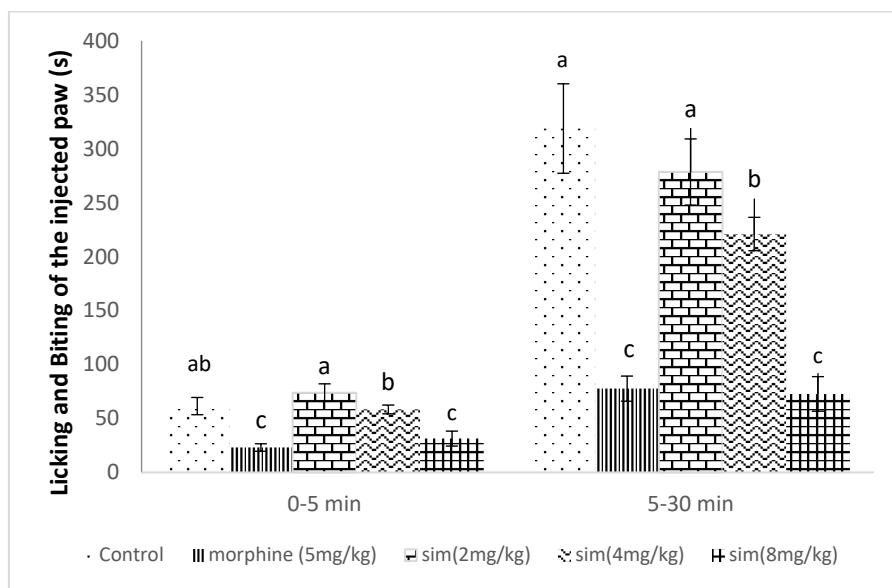 Licking and Biting of the injected paw (s)
400
350
300
250
200
150
100
50
0
ab
c
a
b
c
a
c
a
b
c
0-5 min
5-30 min
Control
morphine (5mg/kg)
sim(2mg/kg)
sim(4mg/kg)
sim(8mg/kg)